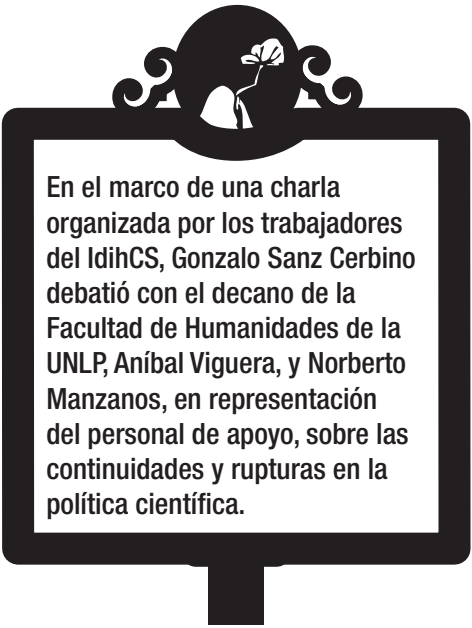 En el marco de una charla
organizada por los trabajadores
del IdihCS, Gonzalo Sanz Cerbino
debatió con el decano de la
Facultad de Humanidades de la
UNLP, Aníbal Viguera, y Norberto
Manzanos, en representación
del personal de apoyo, sobre las
continuidades y rupturas en la
política científica.